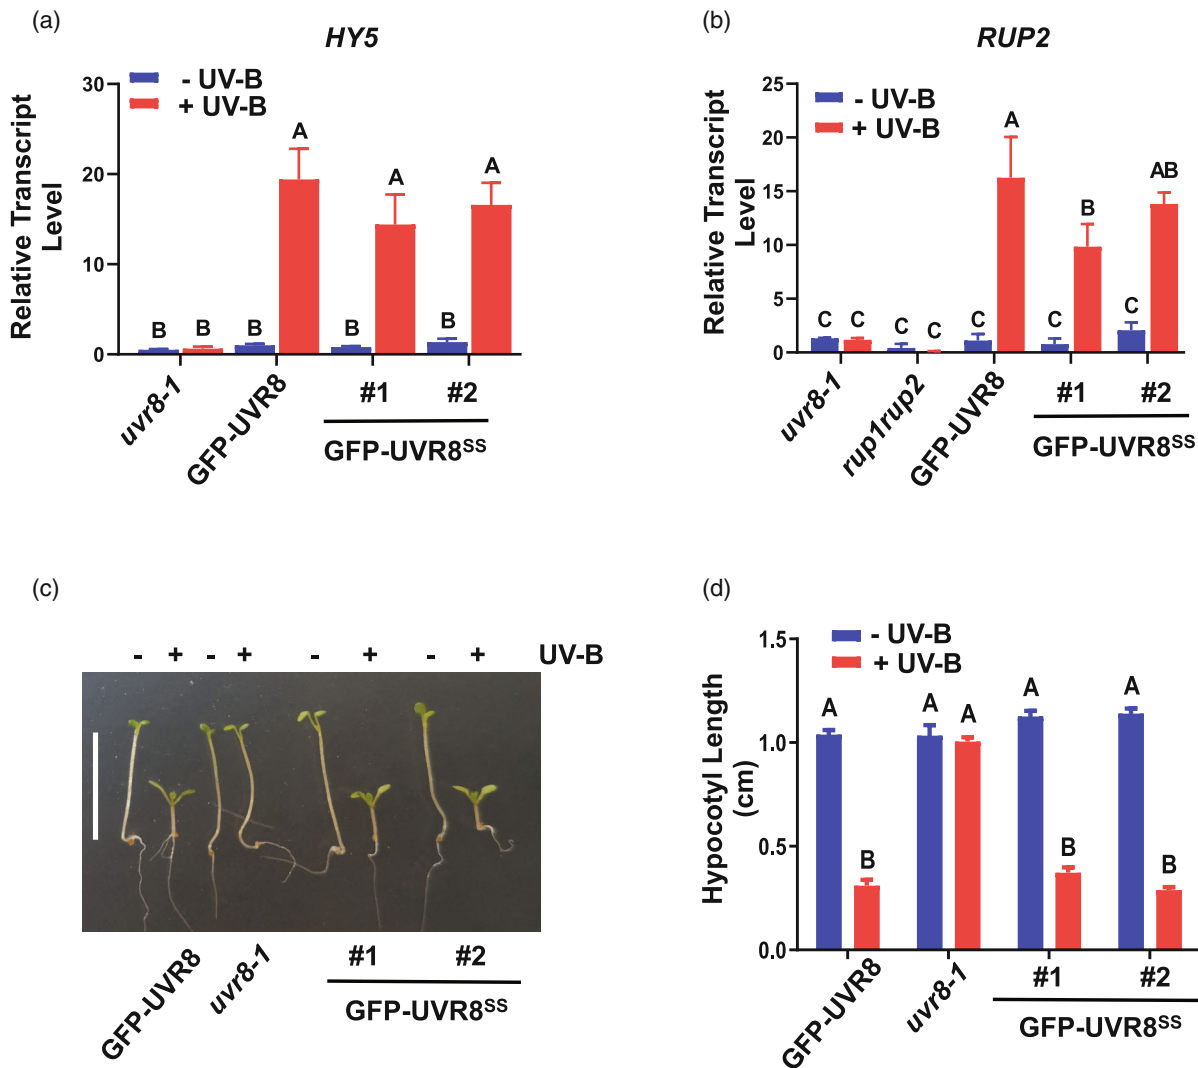 (a)
HY5
- UV-B
+ UV-B
Relative Transcript
Level
30
20
10
0
B
B
B
A
B
A
B
A
uvr8-1
GFP-UVR8
#1
#2
GFP-UVR8SS
(b)
RUP2
- UV-B
+ UV-B
Relative Transcript
Level
25
20
15
10
5
0
C
C
C
C
C
A
C
B
C
AB
uvr8-1
rup1rup2
GFP-UVR8
#1
#2
GFP-UVR8SS
(c)
- + - + - + - + UV-B
GFP-UVR8
uvr8-1
#1
#2
GFP-UVR8SS
(d)
- UV-B
+ UV-B
Hypocotyl Length
(cm)
1.5
1.0
0.5
0.0
A
B
A
A
A
B
A
B
GFP-UVR8
uvr8-1
#1
#2
GFP-UVR8SS